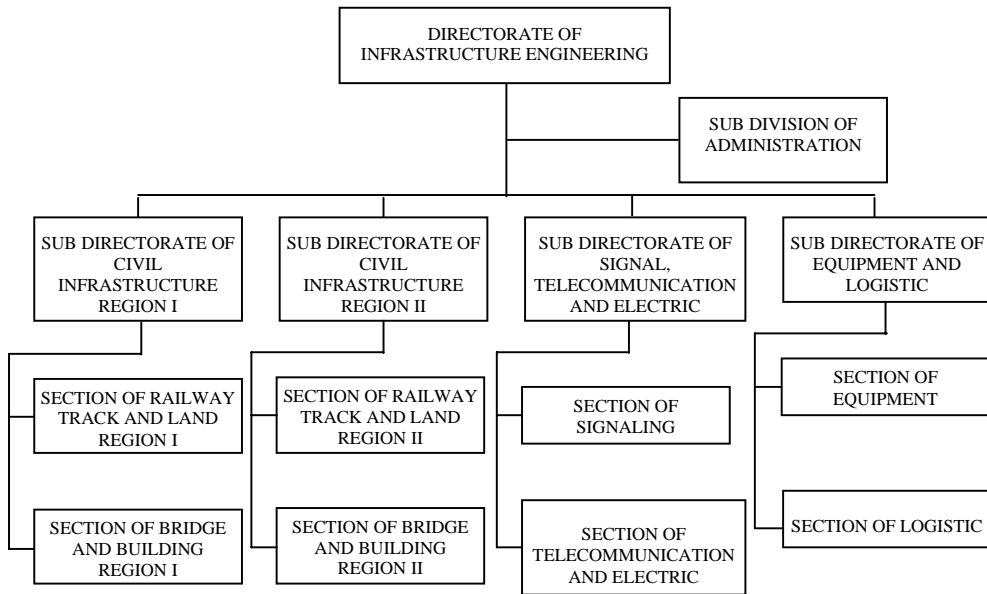 DIRECTORATE OF
INFRASTRUCTURE ENGINEERING
SUB DIVISION OF
ADMINISTRATION
SUB DIRECTORATE OF
CIVIL
INFRASTRUCTURE
REGION I
SUB DIRECTORATE OF
CIVIL
INFRASTRUCTURE
REGION II
SUB DIRECTORATE OF
SIGNAL,
TELECOMMUNICATION
AND ELECTRIC
SUB DIRECTORATE OF
EQUIPMENT AND
LOGISTIC
SECTION OF RAILWAY
TRACK AND LAND
REGION I
SECTION OF RAILWAY
TRACK AND LAND
REGION II
SECTION OF
SIGNALING
SECTION OF
EQUIPMENT
SECTION OF BRIDGE
AND BUILDING
REGION I
SECTION OF BRIDGE
AND BUILDING
REGION II
SECTION OF
TELECOMMUNICATION
AND ELECTRIC
SECTION OF LOGISTIC